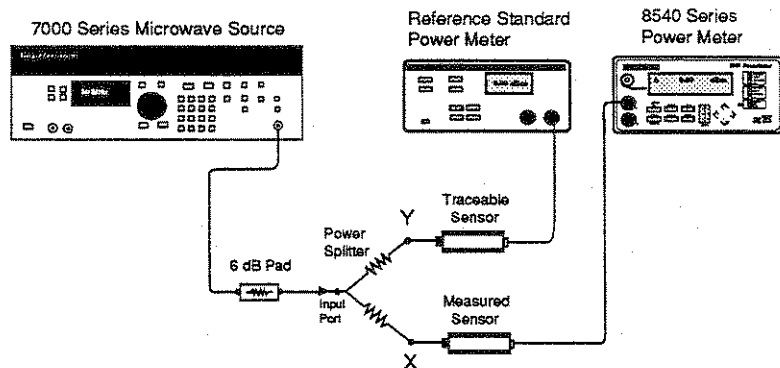 7000 Series Microwave Source
Reference Standard
Power Meter
8540 Series
Power Meter
Traceable
Sensor
Y
Power
Splitter
6 dB Pad
Input
Port
Measured
Sensor
X